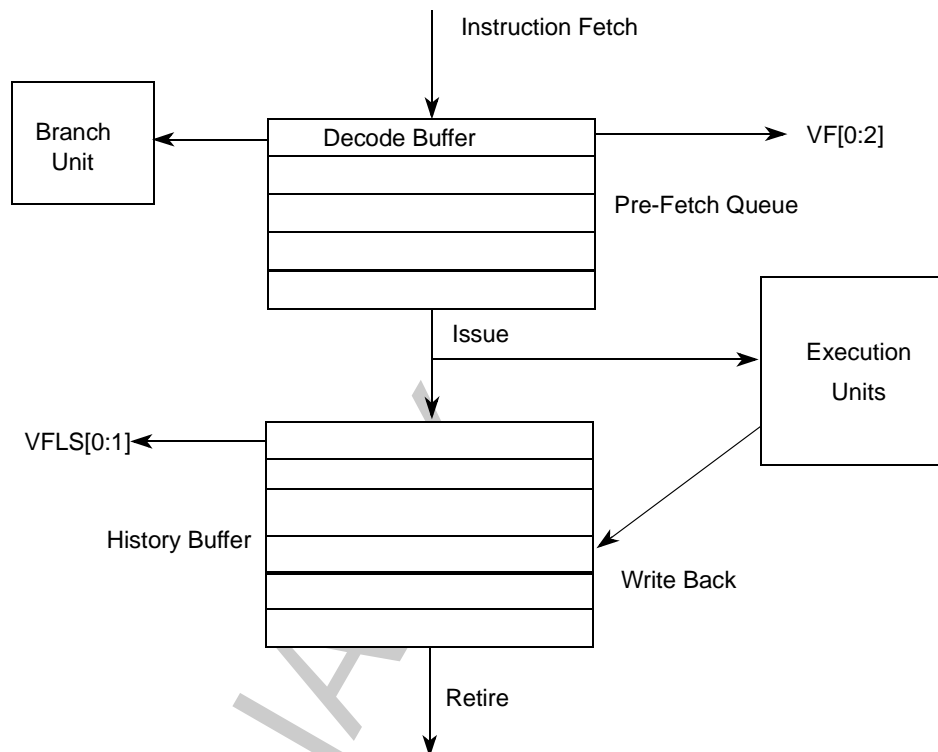 Instruction Fetch
Branch
Unit
Decode Buffer
VF[0:2]
Pre-Fetch Queue
Issue
Execution
Units
VFLS[0:1]
History Buffer
Write Back
Retire